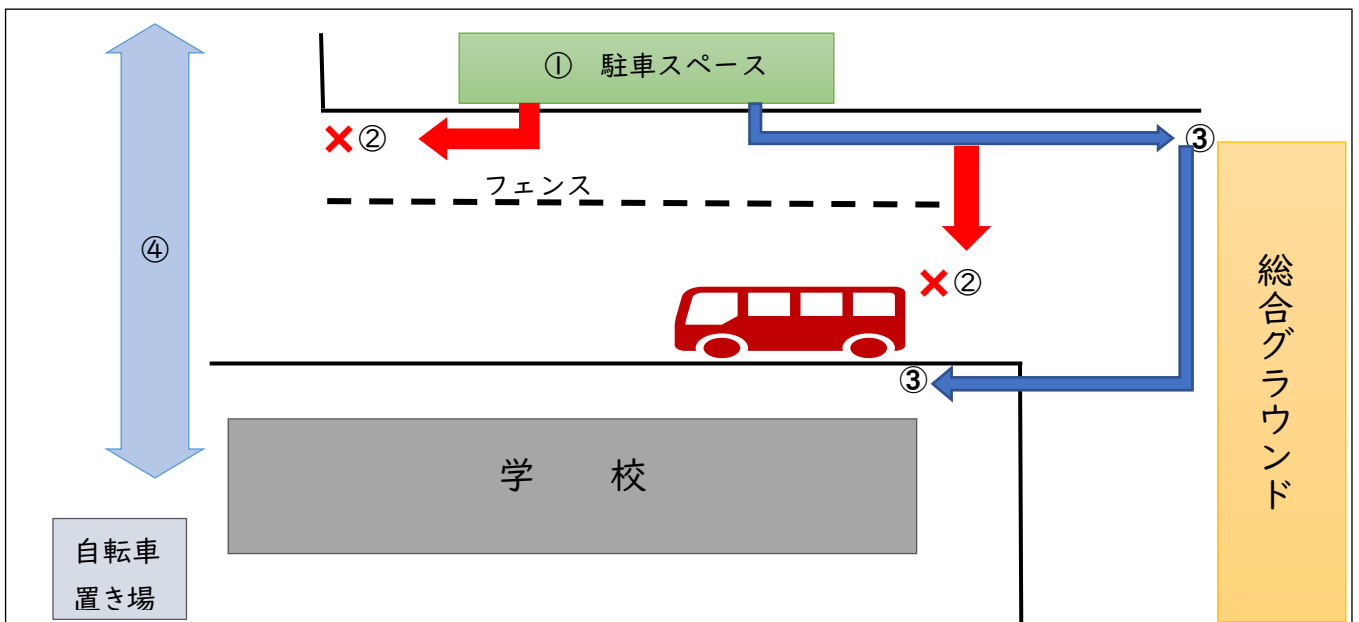 ① 駐車スペース
×②
③
フェンス
④
×②
③
総合グラウンド
学 校
自転車
置き場